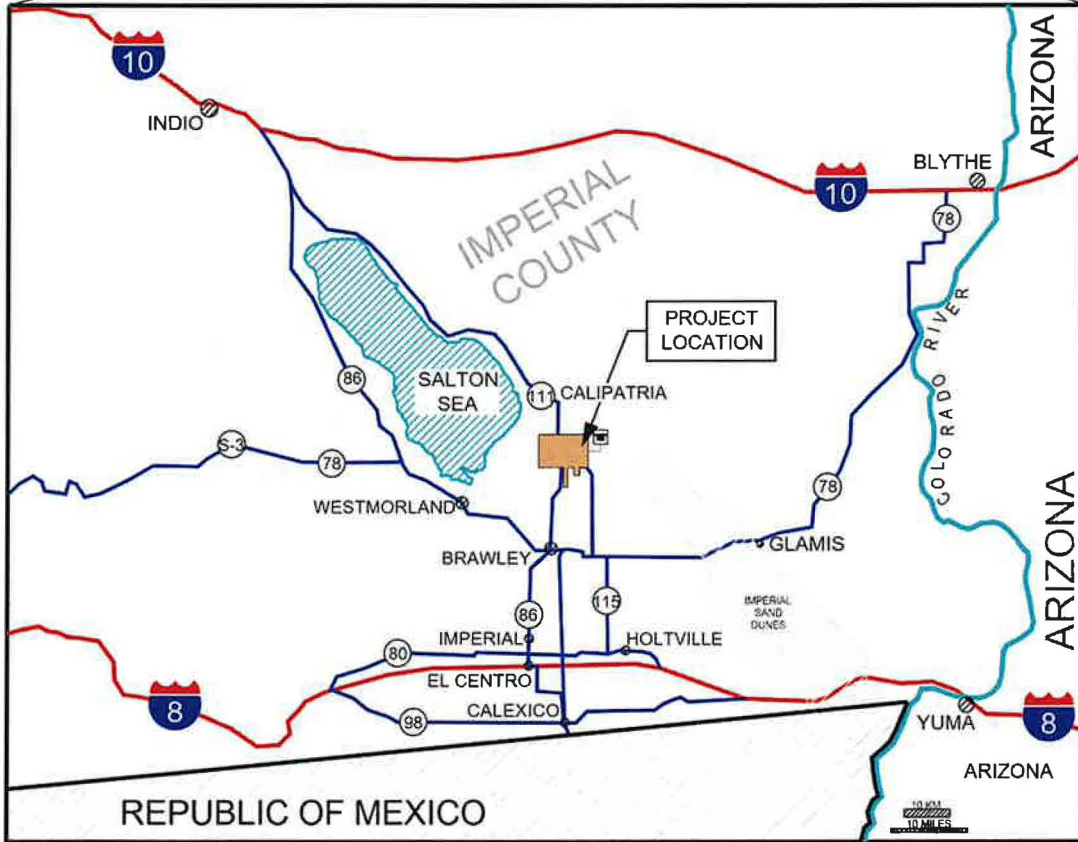 10
INDIO
ARIZONA
BLYTHE
10
78
IMPERIAL
COUNTY
PROJECT
LOCATION
COLORADO RIVER
86
SALTON
SEA
111
CALIPATRIA
S-3
78
78
WESTMORLAND
BRAWLEY
GLAMIS
ARIZONA
86
115
IMPERIAL
SAND
DUNES
IMPERIAL
HOLTVILLE
80
EL CENTRO
8
98
CALEXICO
YUMA
8
ARIZONA
REPUBLIC OF MEXICO
10 KM
10 MILES